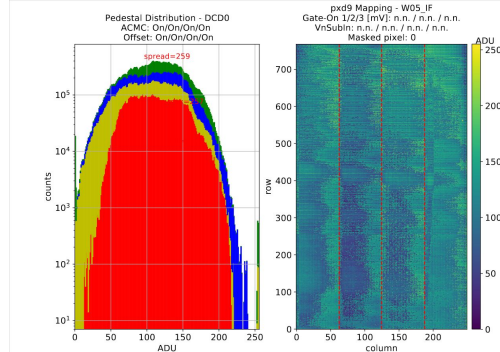 Pedestal Distribution - DCD0
ACMC: On/On/On/On
Offset: On/On/On/On
spread=259
10⁵
10⁴
10³
10²
10¹
counts
0
50
100
150
200
250
ADU
pxd9 Mapping - W05_IF
Gate-On 1/2/3 [mV]: n.n. / n.n. / n.n.
VnSubIn: n.n. / n.n. / n.n. / n.n.
Masked pixel: 0
700
600
500
400
300
200
100
0
row
0
50
100
150
200
column
ADU
250
200
150
100
50
0